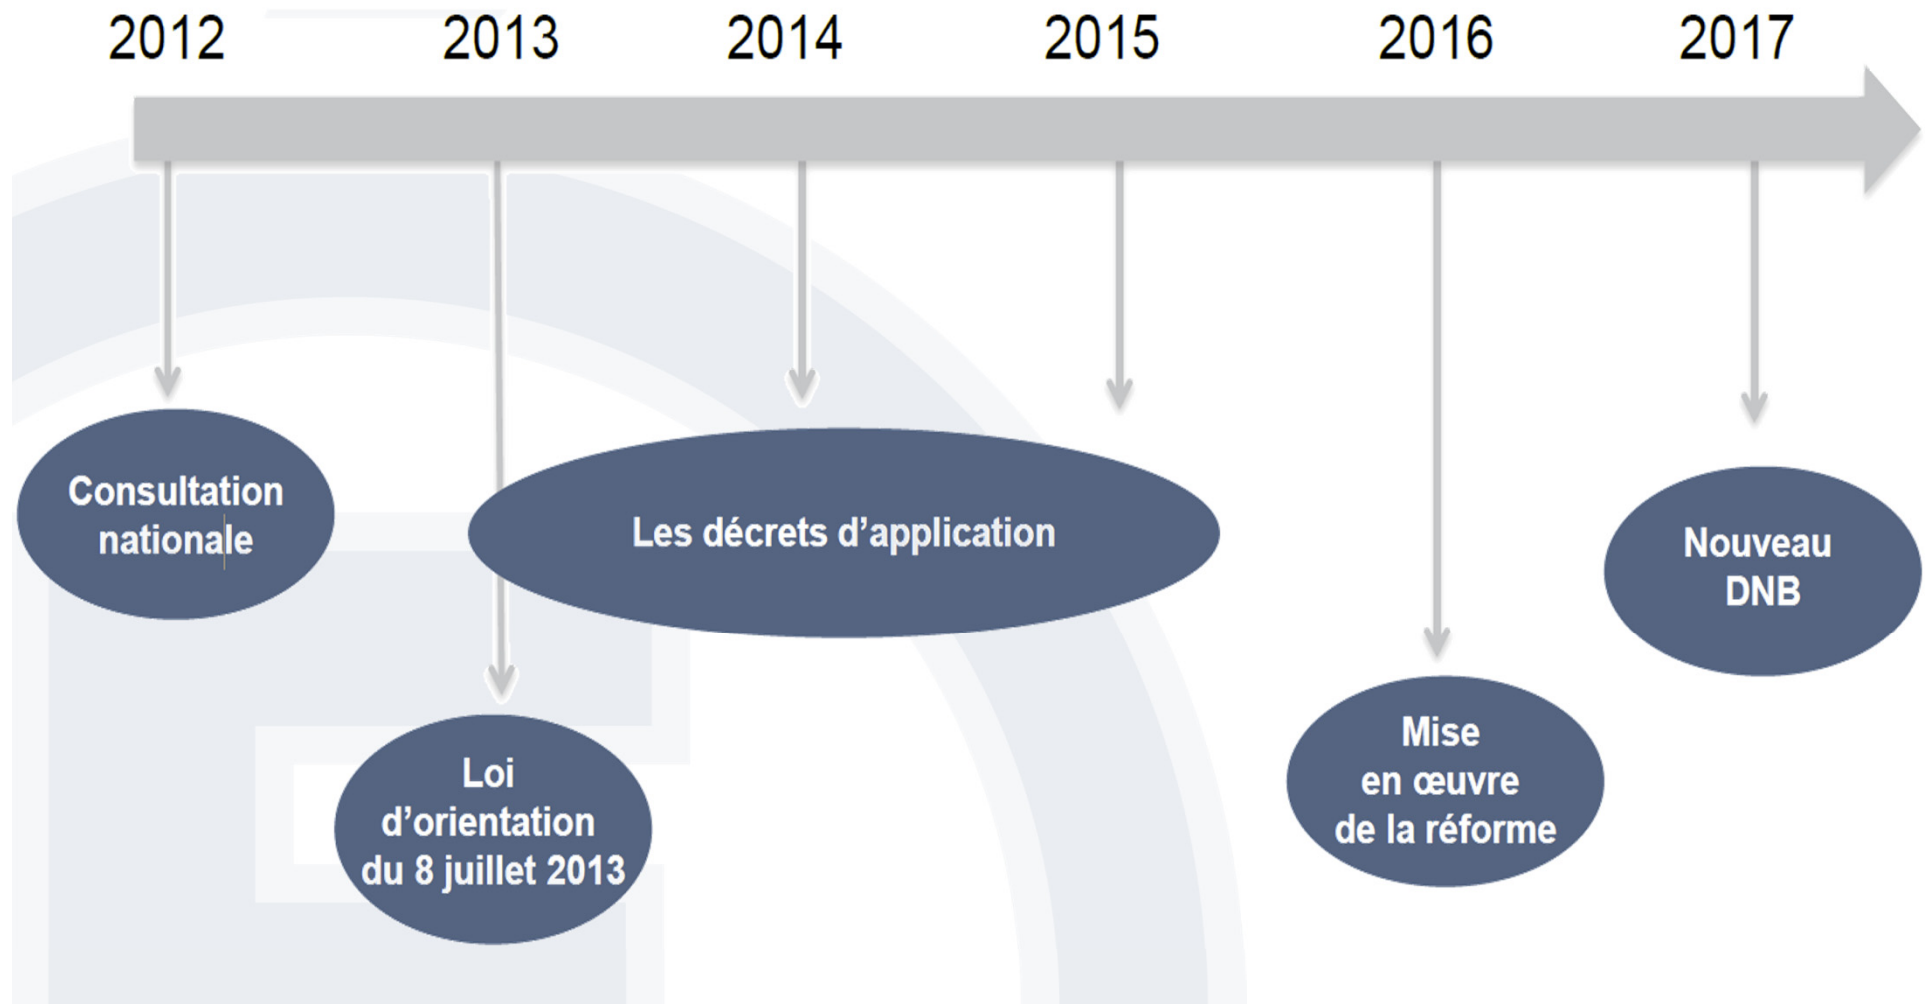 2012 2013 2014 2015 2016 2017
Consultation
nationale
Les décrets d’application
Nouveau
DNB
Loi
d’orientation
du 8 juillet 2013
Mise
en œuvre
de la réforme